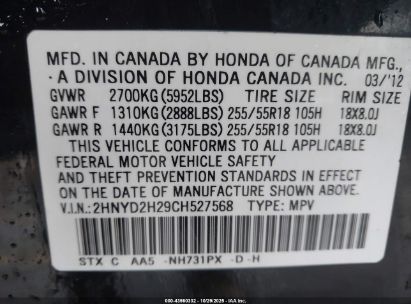 MFD. IN CANADA BY HONDA OF CANADA MFG.,
A DIVISION OF HONDA CANADA INC. 03/'12
GVWR 2700KG (5952LBS) TIRE SIZE RIM SIZE
GAWR F 1310KG (2888LBS) 255/55R18 105H 18X8.0J
GAWR R 1440KG (3175LBS) 255/55R18 105H 18X8.0J
THIS VEHICLE CONFORMS TO ALL APPLICABLE
FEDERAL MOTOR VEHICLE SAFETY
AND THEFT PREVENTION STANDARDS IN EFFECT ON THE
DATE OF MANUFACTURE SHOWN ABOVE.
V.I.N.: 2HNYD2H29CH527568 TYPE: MPV
STX C AA5 -NH731PX -D-H